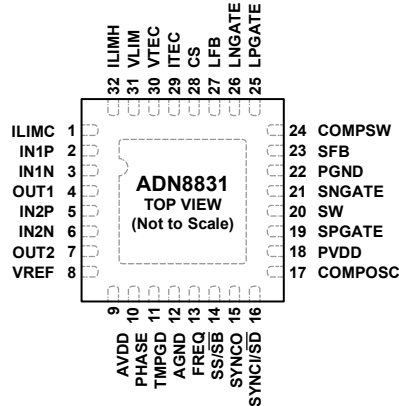 32 ILIMH
31 VLIM
30 VTEC
29 ITEC
28 CS
27 LFB
26 LNGATE
25 LPGATE
ILIMC 1
IN1P 2
IN1N 3
OUT1 4
IN2P 5
IN2N 6
OUT2 7
VREF 8
ADN8831
TOP VIEW
(Not to Scale)
24 COMPSW
23 SFB
22 PGND
21 SNGATE
20 SW
19 SPGATE
18 PVDD
17 COMPOSC
AVDD 9
PHASE 10
TMPGD 11
AGND 12
FREQ 13
SS/S̅B̅ 14
SYNCO 15
SYNCI/S̅D̅ 16